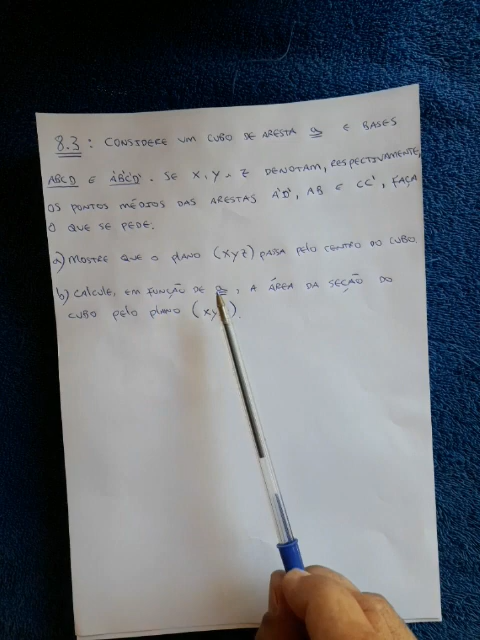 8.3: CONSIDERE UM CUBO DE ARESTA a E BASES
ABCD E A'B'C'D'. SE X, Y, Z DENOTAM, RESPECTIVAMENTE,
OS PONTOS MÉDIOS DAS ARESTAS A'D', AB E CC', FAÇA
O QUE SE PEDE:
a) MOSTRE QUE O PLANO (XYZ) PASSA PELO CENTRO DO CUBO.
b) CALCULE, EM FUNÇÃO DE a, A ÁREA DA SEÇÃO DO
CUBO PELO PLANO (XY ).